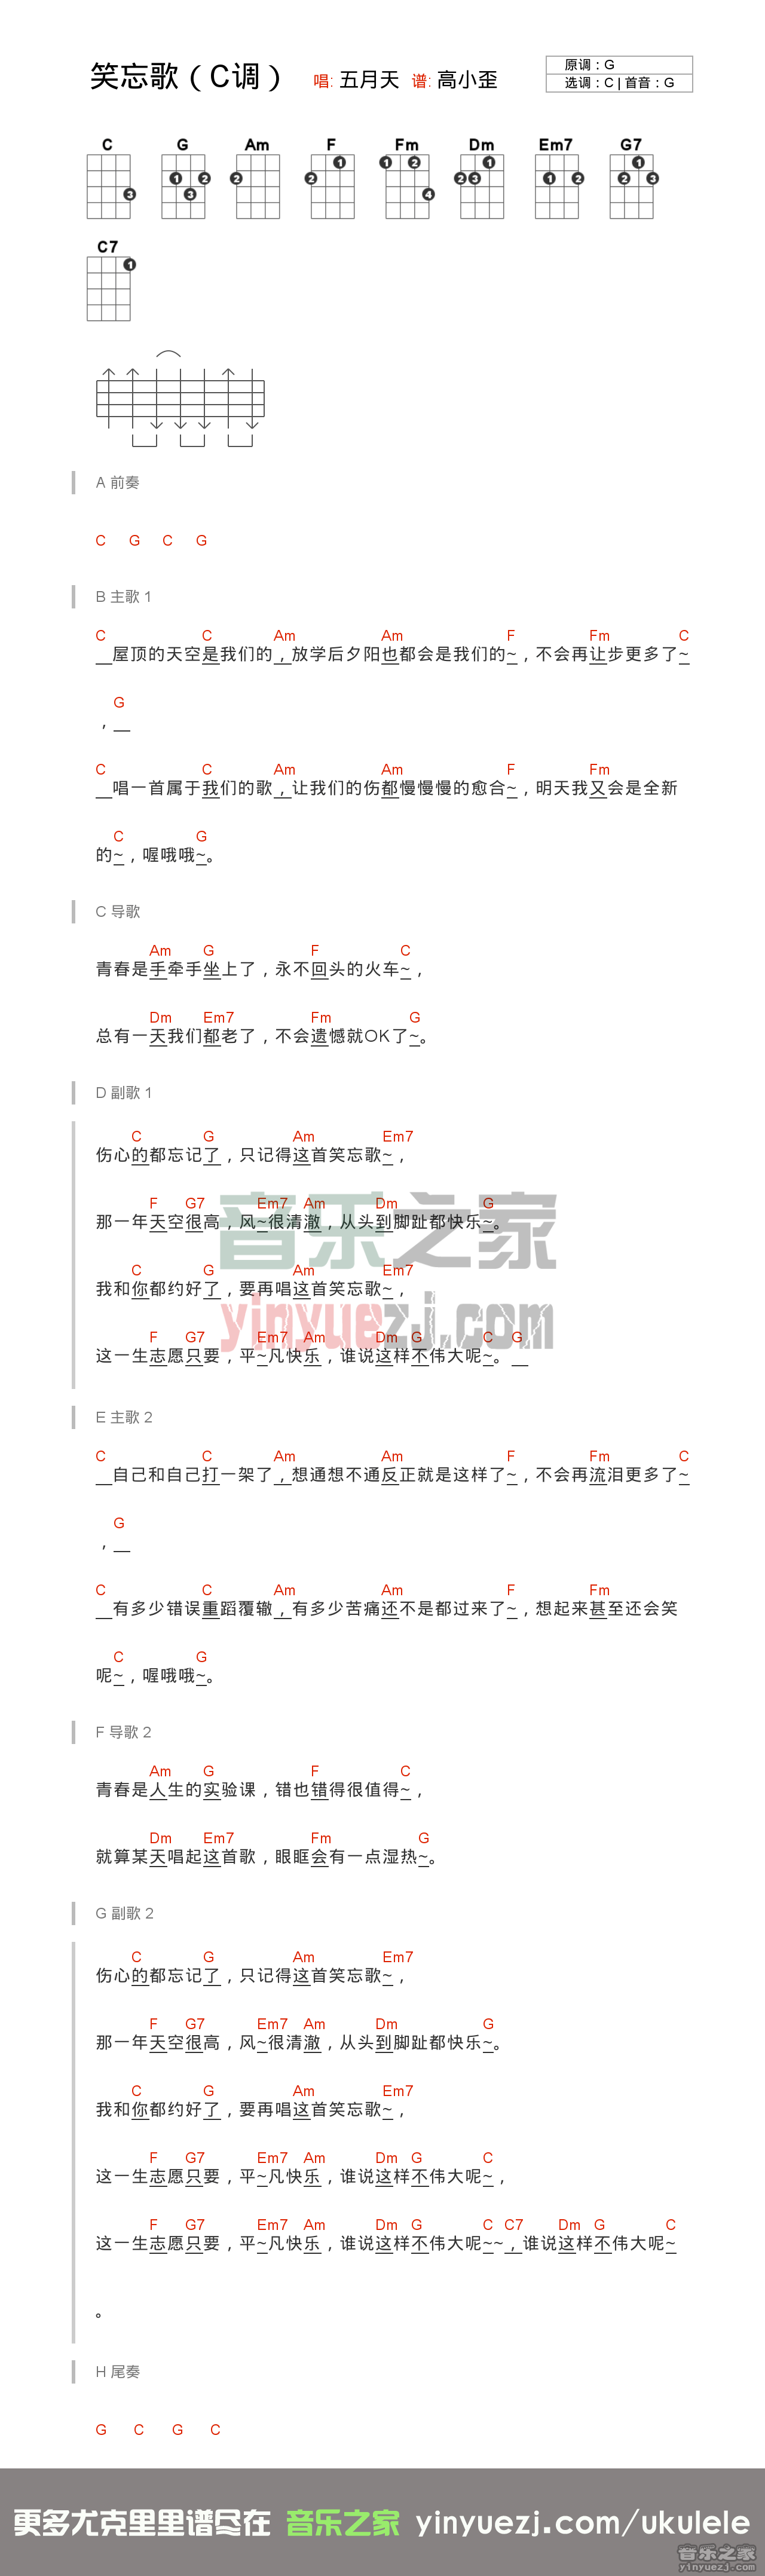 笑忘歌（C调） 唱: 五月天 谱: 高小歪
原调：G
选调：C | 首音：G
C G Am F Fm Dm Em7 G7
3 1 2 3 2 1 2 1 2 4 1 2 3 1 2 1 2 3
C7
1
A 前奏
C G C G
B 主歌 1
C C Am Am F Fm C
__屋顶的天空是我们的，放学后夕阳也都会是我们的~，不会再让步更多了~
G
，__
C C Am Am F Fm
__唱一首属于我们的歌，让我们的伤都慢慢慢的愈合~，明天我又会是全新
C G
的~，喔哦哦~。
C 导歌
Am G F C
青春是手牵手坐上了，永不回头的火车~，
Dm Em7 Fm G
总有一天我们都老了，不会遗憾就OK了~。
D 副歌 1
C G Am Em7
伤心的都忘记了，只记得这首笑忘歌~，
F G7 Em7 Am Dm G
那一年天空很高，风~很清澈，从头到脚趾都快乐~。
C G Am Em7
我和你都约好了，要再唱这首笑忘歌~，
F G7 Em7 Am Dm G C G
这一生志愿只要，平~凡快乐，谁说这样不伟大呢~。__
音乐之家
yinyuezj.com
E 主歌 2
C C Am Am F Fm C
__自己和自己打一架了，想通想不通反正就是这样了~，不会再流泪更多了~
G
，__
C C Am Am F Fm
__有多少错误重蹈覆辙，有多少苦痛还不是都过来了~，想起来甚至还会笑
C G
呢~，喔哦哦~。
F 导歌 2
Am G F C
青春是人生的实验课，错也错得很值得~，
Dm Em7 Fm G
就算某天唱起这首歌，眼眶会有一点湿热~。
G 副歌 2
C G Am Em7
伤心的都忘记了，只记得这首笑忘歌~，
F G7 Em7 Am Dm G
那一年天空很高，风~很清澈，从头到脚趾都快乐~。
C G Am Em7
我和你都约好了，要再唱这首笑忘歌~，
F G7 Em7 Am Dm G C
这一生志愿只要，平~凡快乐，谁说这样不伟大呢~，
F G7 Em7 Am Dm G C C7 Dm G C
这一生志愿只要，平~凡快乐，谁说这样不伟大呢~~，谁说这样不伟大呢~
。
H 尾奏
G C G C
更多尤克里里谱尽在 音乐之家 yinyuezj.com/ukulele
音乐之家
yinyuezj.com